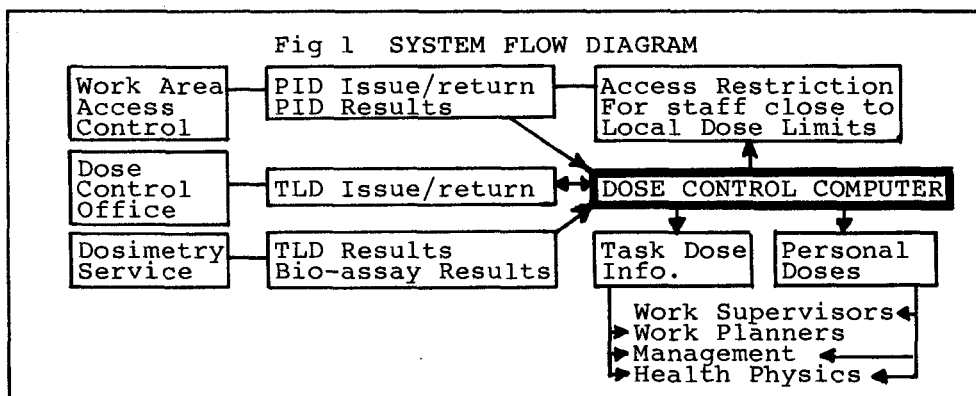 Fig 1 SYSTEM FLOW DIAGRAM
Work Area
Access
Control
PID Issue/return
PID Results
Access Restriction
For staff close to
Local Dose Limits
Dose
Control
Office
TLD Issue/return
DOSE CONTROL COMPUTER
Dosimetry
Service
TLD Results
Bio-assay Results
Task Dose
Info.
Personal
Doses
Work Supervisors
Work Planners
Management
Health Physics